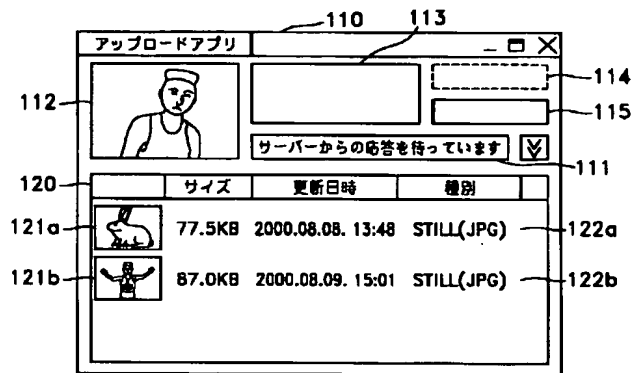 110
113
アップロードアプリ
112
114
115
サーバーからの応答を待っています
111
120
サイズ 更新日時 種別
121a 77.5KB 2000.08.08. 13:48 STILL(JPG) 122a
121b 87.0KB 2000.08.09. 15:01 STILL(JPG) 122b